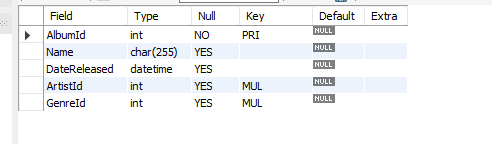 Field Type Null Key Default Extra
AlbumId int NO PRI NULL
Name char(255) YES NULL
DateReleased datetime YES NULL
ArtistId int YES MUL NULL
GenreId int YES MUL NULL